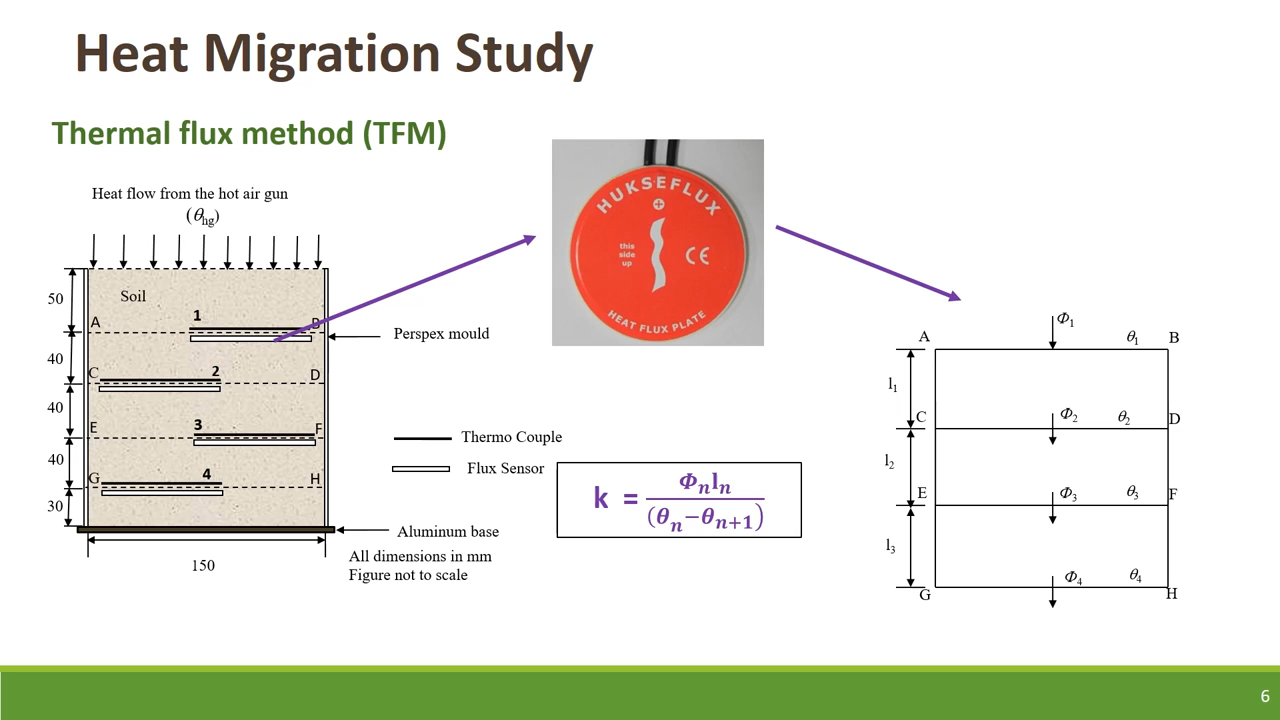 Heat Migration Study
Thermal flux method (TFM)
Heat flow from the hot air gun
(θhg)
50
Soil
A
1
B
Perspex mould
40
C
2
D
40
E
3
F
40
G
4
H
30
150
Thermo Couple
Flux Sensor
Aluminum base
All dimensions in mm
Figure not to scale
HUKSEFLUX
this
side
up
CE
HEAT FLUX PLATE
k = Φnln / (θn−θn+1)
Φ1
A
θ1
B
l1
C
Φ2
θ2
D
l2
E
Φ3
θ3
F
l3
Φ4
θ4
G
H
6